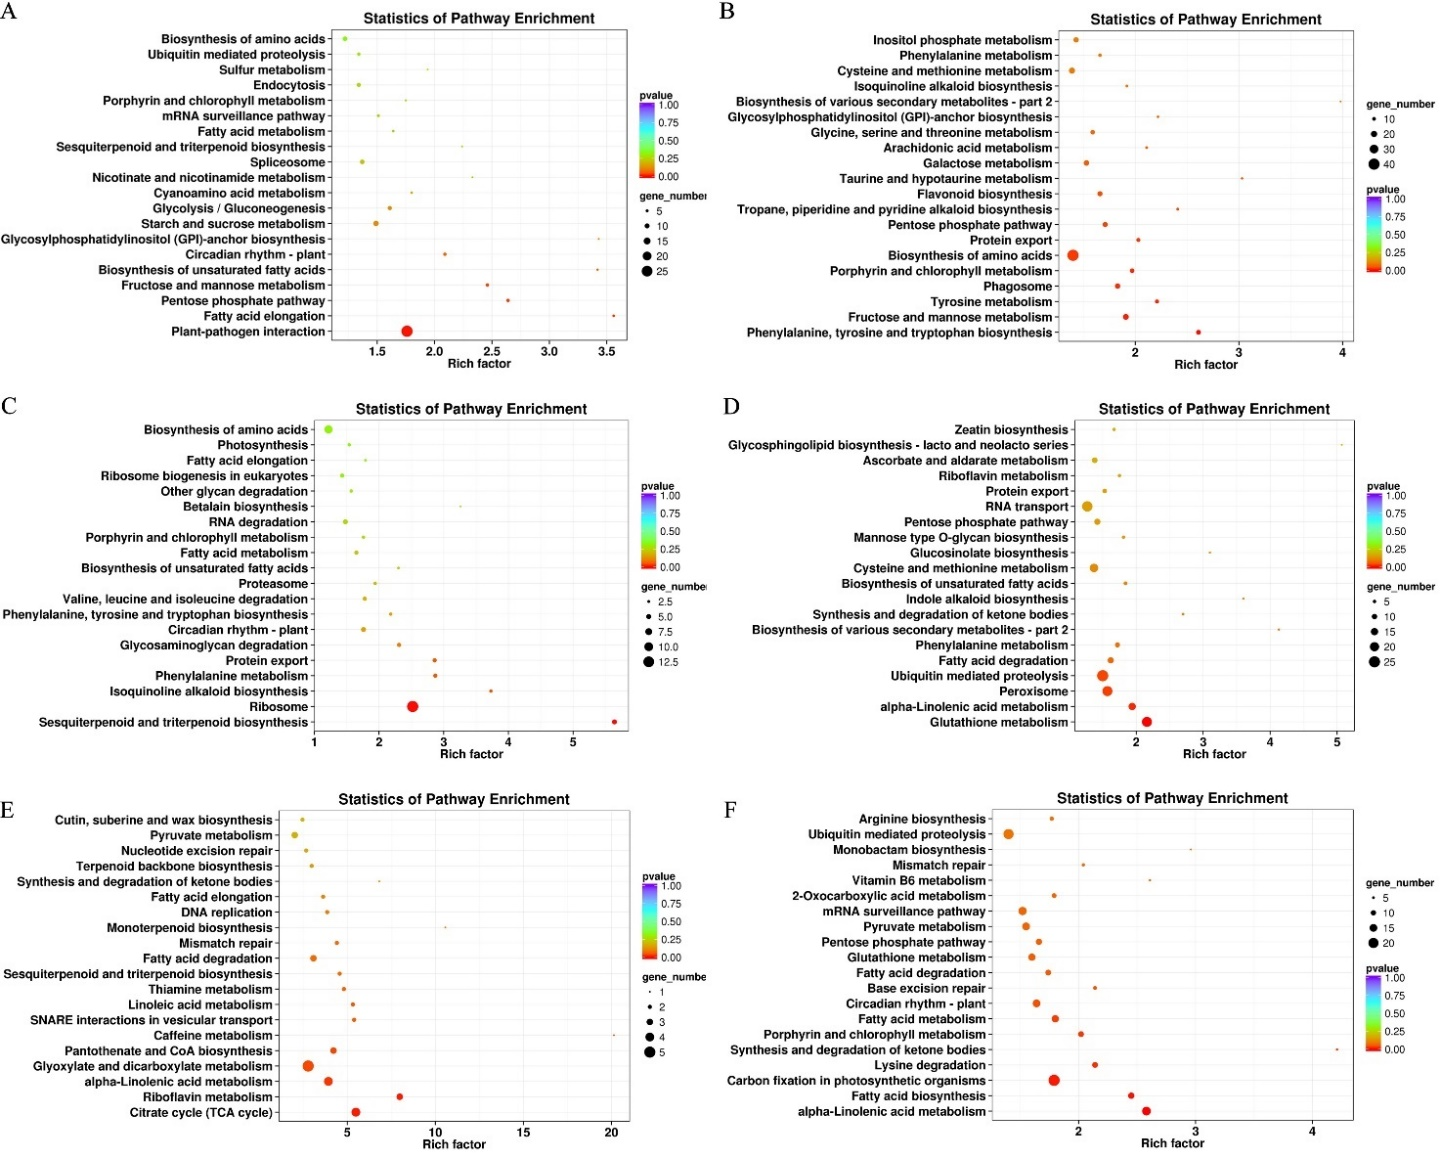 A
Statistics of Pathway Enrichment
Biosynthesis of amino acids
Ubiquitin mediated proteolysis
Sulfur metabolism
Endocytosis
Porphyrin and chlorophyll metabolism
mRNA surveillance pathway
Fatty acid metabolism
Sesquiterpenoid and triterpenoid biosynthesis
Spliceosome
Nicotinate and nicotinamide metabolism
Cyanoamino acid metabolism
Glycolysis / Gluconeogenesis
Starch and sucrose metabolism
Glycosylphosphatidylinositol (GPI)-anchor biosynthesis
Circadian rhythm - plant
Biosynthesis of unsaturated fatty acids
Fructose and mannose metabolism
Pentose phosphate pathway
Fatty acid elongation
Plant-pathogen interaction
1.5 2.0 2.5 3.0 3.5
Rich factor
pvalue
1.00
0.75
0.50
0.25
0.00
gene_number
5
10
15
20
25
B
Statistics of Pathway Enrichment
Inositol phosphate metabolism
Phenylalanine metabolism
Cysteine and methionine metabolism
Isoquinoline alkaloid biosynthesis
Biosynthesis of various secondary metabolites - part 2
Glycosylphosphatidylinositol (GPI)-anchor biosynthesis
Glycine, serine and threonine metabolism
Arachidonic acid metabolism
Galactose metabolism
Taurine and hypotaurine metabolism
Flavonoid biosynthesis
Tropane, piperidine and pyridine alkaloid biosynthesis
Pentose phosphate pathway
Protein export
Biosynthesis of amino acids
Porphyrin and chlorophyll metabolism
Phagosome
Tyrosine metabolism
Fructose and mannose metabolism
Phenylalanine, tyrosine and tryptophan biosynthesis
2 3 4
Rich factor
gene_number
10
20
30
40
pvalue
1.00
0.75
0.50
0.25
0.00
C
Statistics of Pathway Enrichment
Biosynthesis of amino acids
Photosynthesis
Fatty acid elongation
Ribosome biogenesis in eukaryotes
Other glycan degradation
Betalain biosynthesis
RNA degradation
Porphyrin and chlorophyll metabolism
Fatty acid metabolism
Biosynthesis of unsaturated fatty acids
Proteasome
Valine, leucine and isoleucine degradation
Phenylalanine, tyrosine and tryptophan biosynthesis
Circadian rhythm - plant
Glycosaminoglycan degradation
Protein export
Phenylalanine metabolism
Isoquinoline alkaloid biosynthesis
Ribosome
Sesquiterpenoid and triterpenoid biosynthesis
1 2 3 4 5
Rich factor
pvalue
1.00
0.75
0.50
0.25
0.00
gene_number
2.5
5.0
7.5
10.0
12.5
D
Statistics of Pathway Enrichment
Zeatin biosynthesis
Glycosphingolipid biosynthesis - lacto and neolacto series
Ascorbate and aldarate metabolism
Riboflavin metabolism
Protein export
RNA transport
Pentose phosphate pathway
Mannose type O-glycan biosynthesis
Glucosinolate biosynthesis
Cysteine and methionine metabolism
Biosynthesis of unsaturated fatty acids
Indole alkaloid biosynthesis
Synthesis and degradation of ketone bodies
Biosynthesis of various secondary metabolites - part 2
Phenylalanine metabolism
Fatty acid degradation
Ubiquitin mediated proteolysis
Peroxisome
alpha-Linolenic acid metabolism
Glutathione metabolism
2 3 4 5
Rich factor
pvalue
1.00
0.75
0.50
0.25
0.00
gene_number
5
10
15
20
25
E
Statistics of Pathway Enrichment
Cutin, suberine and wax biosynthesis
Pyruvate metabolism
Nucleotide excision repair
Terpenoid backbone biosynthesis
Synthesis and degradation of ketone bodies
Fatty acid elongation
DNA replication
Monoterpenoid biosynthesis
Mismatch repair
Fatty acid degradation
Sesquiterpenoid and triterpenoid biosynthesis
Thiamine metabolism
Linoleic acid metabolism
SNARE interactions in vesicular transport
Caffeine metabolism
Pantothenate and CoA biosynthesis
Glyoxylate and dicarboxylate metabolism
alpha-Linolenic acid metabolism
Riboflavin metabolism
Citrate cycle (TCA cycle)
5 10 15 20
Rich factor
pvalue
1.00
0.75
0.50
0.25
0.00
gene_number
1
2
3
4
5
F
Statistics of Pathway Enrichment
Arginine biosynthesis
Ubiquitin mediated proteolysis
Monobactam biosynthesis
Mismatch repair
Vitamin B6 metabolism
2-Oxocarboxylic acid metabolism
mRNA surveillance pathway
Pyruvate metabolism
Pentose phosphate pathway
Glutathione metabolism
Fatty acid degradation
Base excision repair
Circadian rhythm - plant
Fatty acid metabolism
Porphyrin and chlorophyll metabolism
Synthesis and degradation of ketone bodies
Lysine degradation
Carbon fixation in photosynthetic organisms
Fatty acid biosynthesis
alpha-Linolenic acid metabolism
2 3 4
Rich factor
gene_number
5
10
15
20
pvalue
1.00
0.75
0.50
0.25
0.00